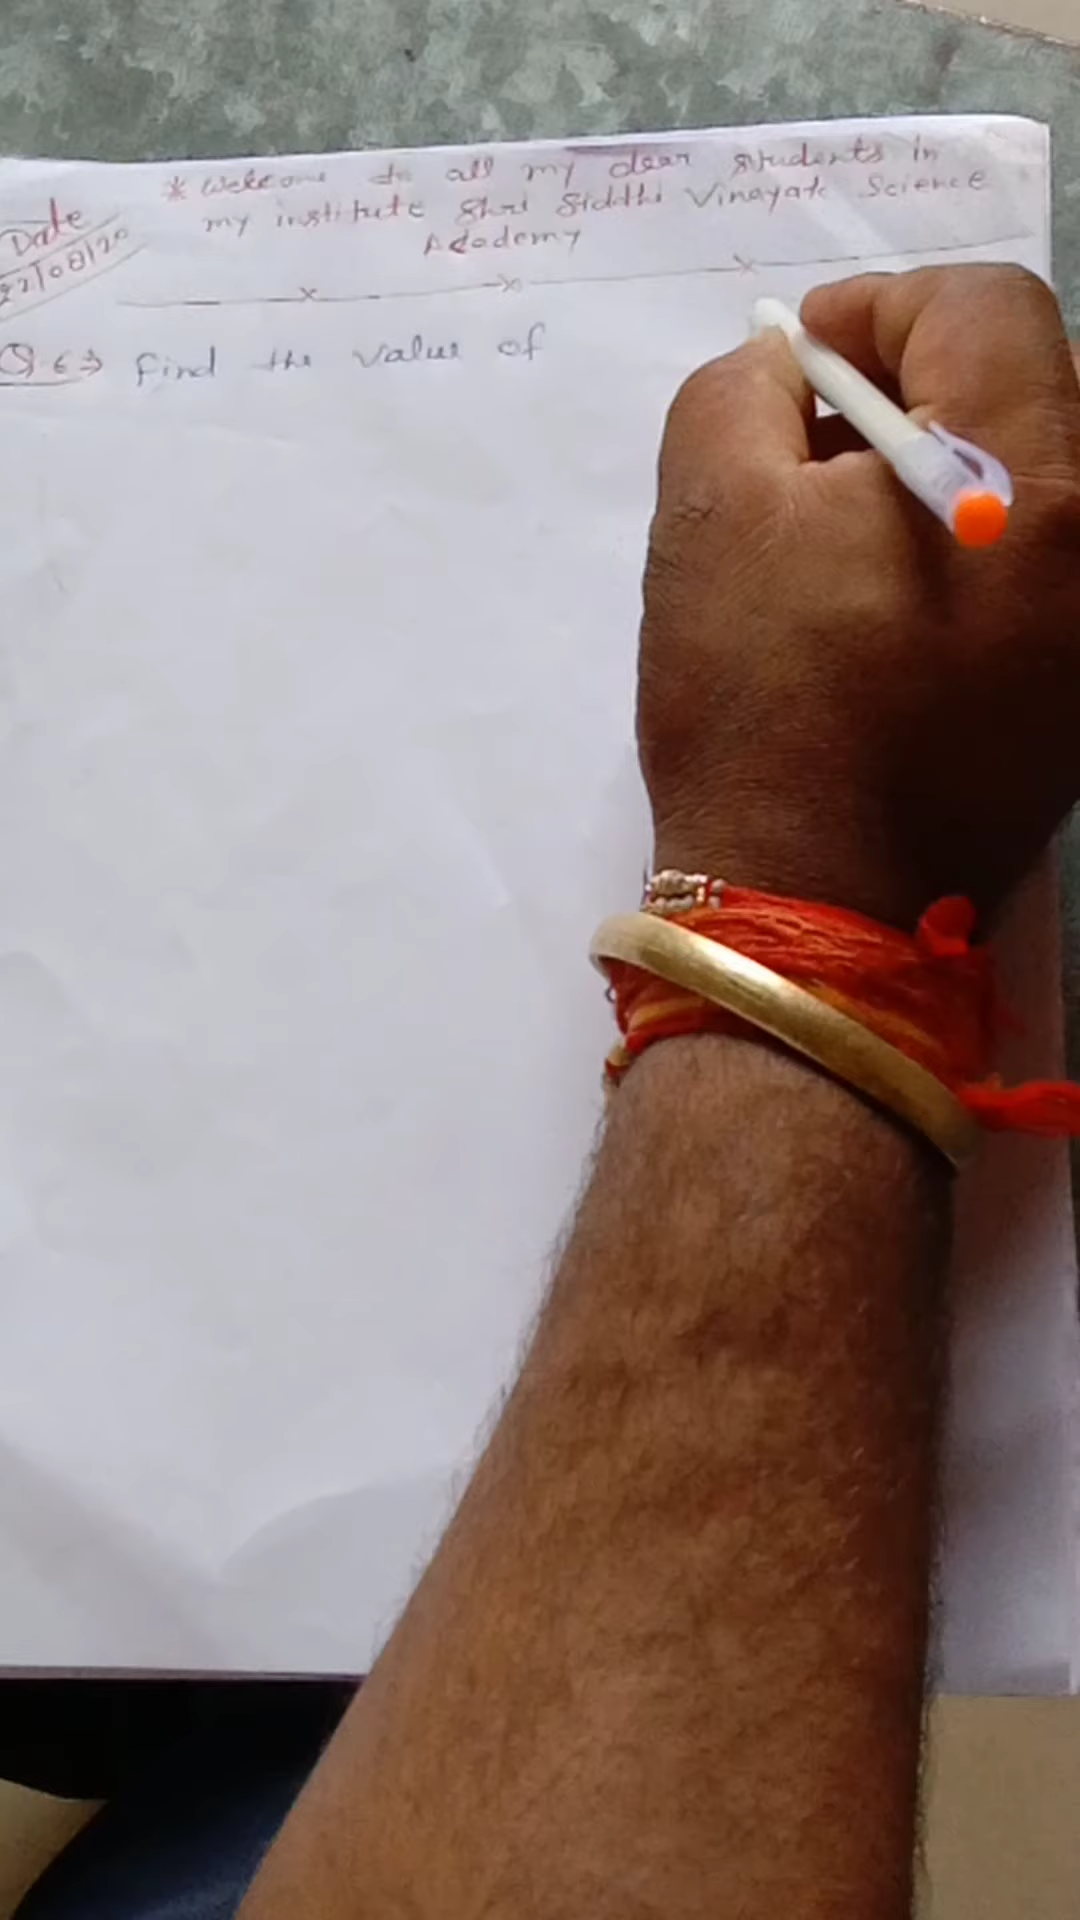 * Welcome to all my dear students in
my institute Shri Siddhi Vinayak Science
Academy
Date
22/08/20
Q.6⇒ Find the value of